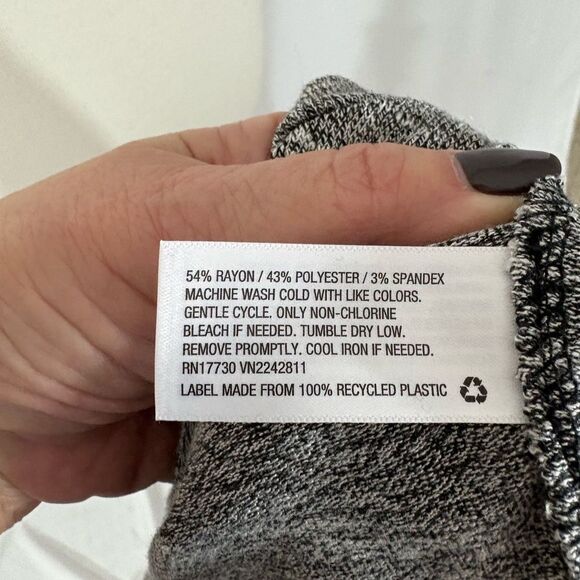 54% RAYON / 43% POLYESTER / 3% SPANDEX
MACHINE WASH COLD WITH LIKE COLORS.
GENTLE CYCLE. ONLY NON-CHLORINE
BLEACH IF NEEDED. TUMBLE DRY LOW.
REMOVE PROMPTLY. COOL IRON IF NEEDED.
RN17730 VN2242811
LABEL MADE FROM 100% RECYCLED PLASTIC